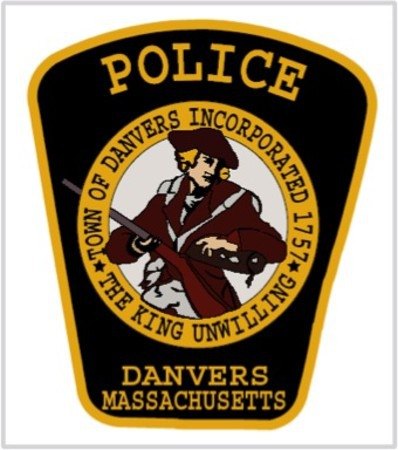 POLICE
★ TOWN OF DANVERS INCORPORATED 1757 ★
THE KING UNWILLING
DANVERS
MASSACHUSETTS